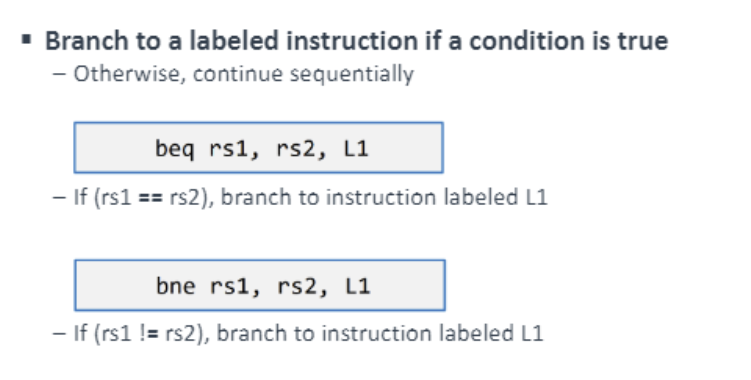 ▪ Branch to a labeled instruction if a condition is true
– Otherwise, continue sequentially
beq rs1, rs2, L1
– If (rs1 == rs2), branch to instruction labeled L1
bne rs1, rs2, L1
– If (rs1 != rs2), branch to instruction labeled L1